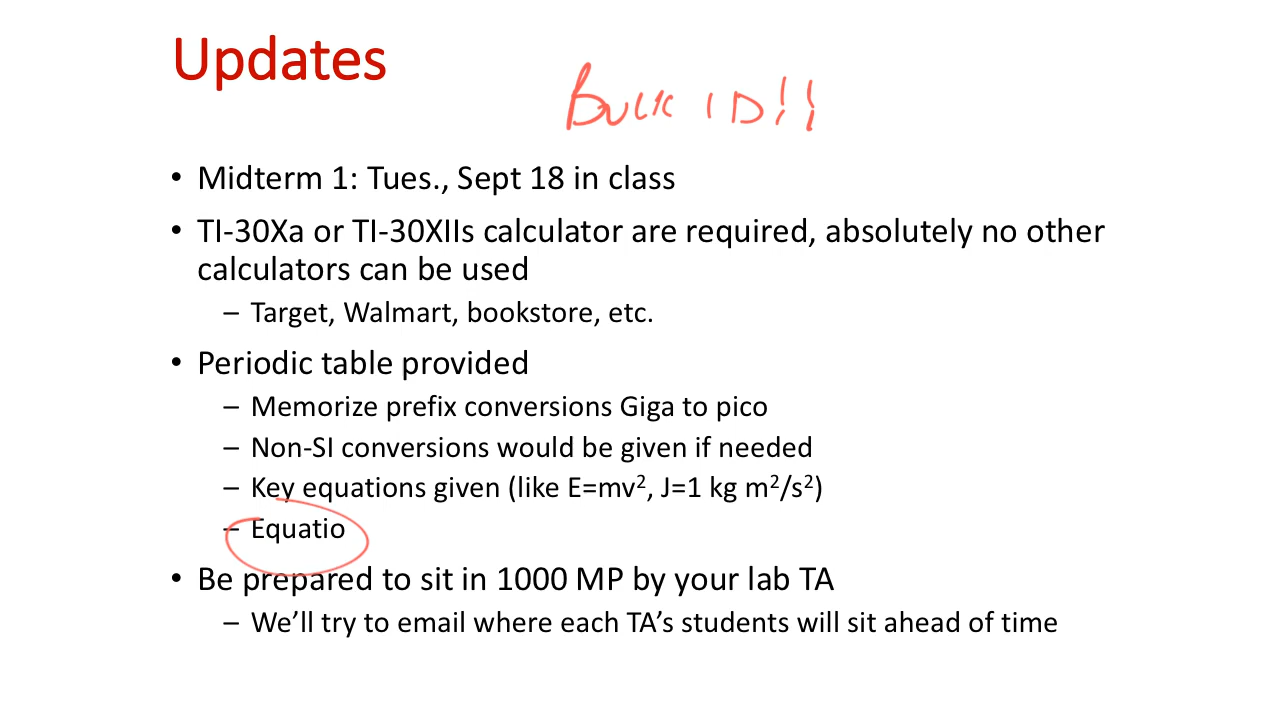 Updates
BUCK ID!!
• Midterm 1: Tues., Sept 18 in class
• TI-30Xa or TI-30XIIs calculator are required, absolutely no other
calculators can be used
– Target, Walmart, bookstore, etc.
• Periodic table provided
– Memorize prefix conversions Giga to pico
– Non-SI conversions would be given if needed
– Key equations given (like E=mv², J=1 kg m²/s²)
– Equatio
• Be prepared to sit in 1000 MP by your lab TA
– We’ll try to email where each TA’s students will sit ahead of time